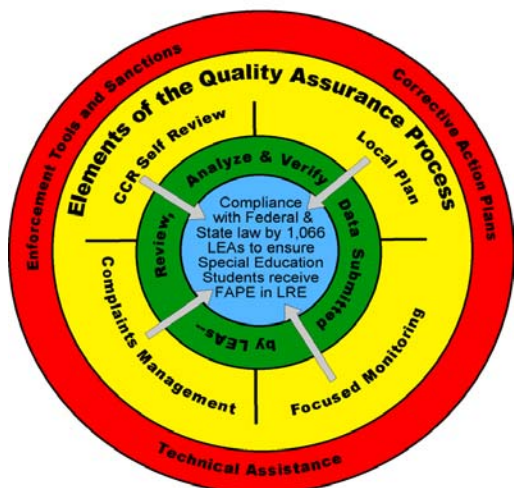 Enforcement Tools and Sanctions
Corrective Action Plans
Technical Assistance
Elements of the Quality Assurance Process
CCR Self Review
Local Plan
Complaints Management
Focused Monitoring
Review, Analyze & Verify Data Submitted by LEAs—
Compliance
with Federal &
State law by 1,066
LEAs to ensure
Special Education
Students receive
FAPE in LRE